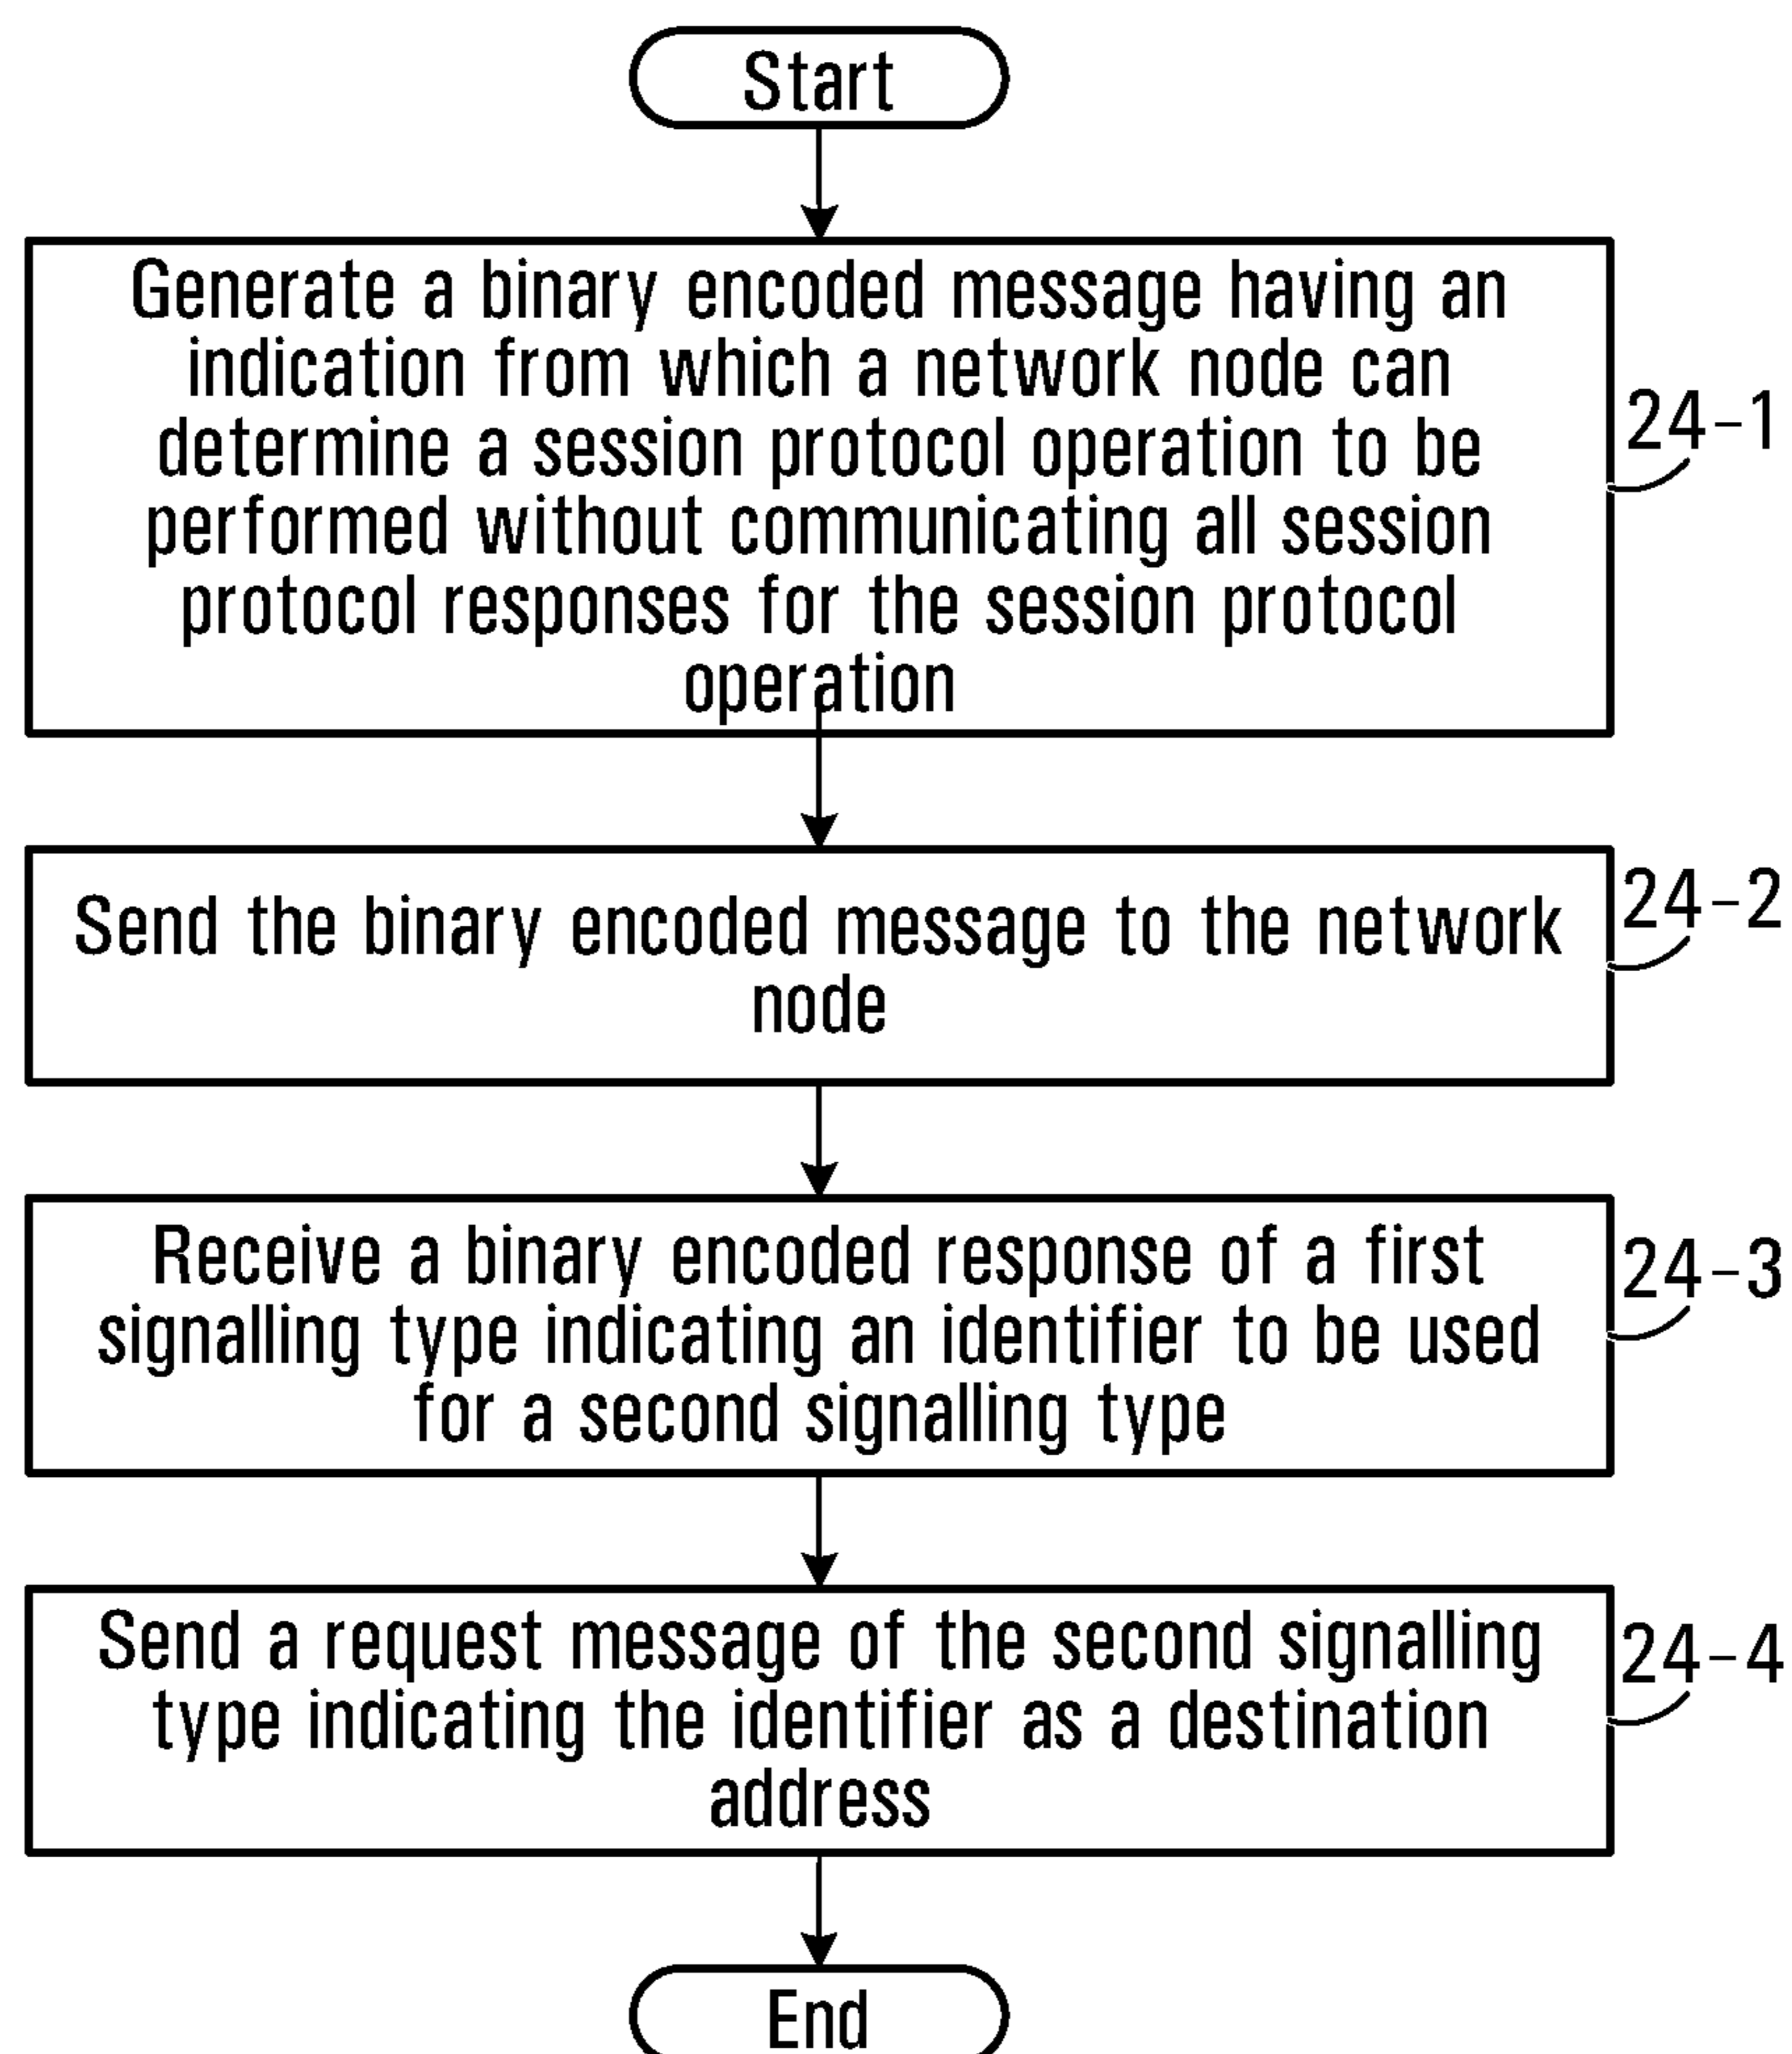 Start
Generate a binary encoded message having an
indication from which a network node can
determine a session protocol operation to be
performed without communicating all session
protocol responses for the session protocol
operation
24-1
Send the binary encoded message to the network
node
24-2
Receive a binary encoded response of a first
signalling type indicating an identifier to be used
for a second signalling type
24-3
Send a request message of the second signalling
type indicating the identifier as a destination
address
24-4
End